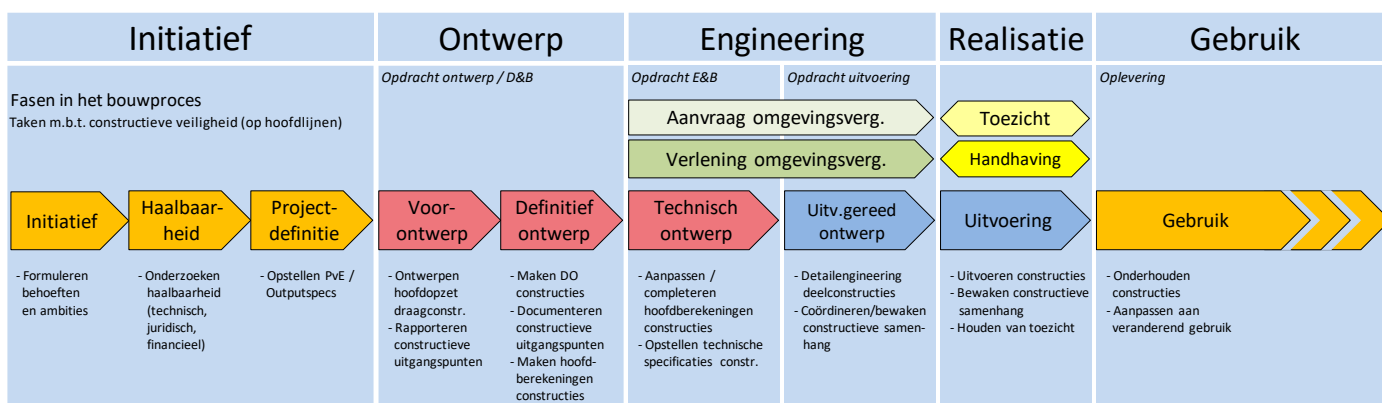 Initiatief
Ontwerp
Engineering
Realisatie
Gebruik
Opdracht ontwerp / D&B
Opdracht E&B
Opdracht uitvoering
Oplevering
Fasen in het bouwproces
Taken m.b.t. constructieve veiligheid (op hoofdlijnen)
Aanvraag omgevingsverg.
Toezicht
Verlening omgevingsverg.
Handhaving
Initiatief
Haalbaar-
heid
Project-
definitie
Voor-
ontwerp
Definitief
ontwerp
Technisch
ontwerp
Uitv.gereed
ontwerp
Uitvoering
Gebruik
- Formuleren
behoeften
en ambities
- Onderzoeken
haalbaarheid
(technisch,
juridisch,
financieel)
- Opstellen PvE /
Outputspecs
- Ontwerpen
hoofdopzet
draagconstr.
- Rapporteren
constructieve
uitgangspunten
- Maken DO
constructies
- Documenteren
constructieve
uitgangspunten
- Maken hoofd-
berekeningen
constructies
- Aanpassen /
completeren
hoofdberekeningen
constructies
- Opstellen technische
specificaties constr.
- Detailengineering
deelconstructies
- Coördineren/bewaken
constructieve samen-
hang
- Uitvoeren constructies
- Bewaken constructieve
samenhang
- Houden van toezicht
- Onderhouden
constructies
- Aanpassen aan
veranderend gebruik